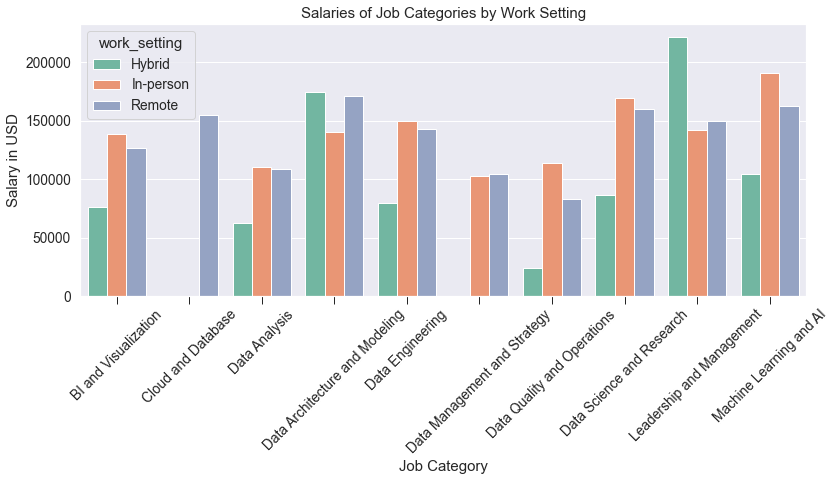 Salaries of Job Categories by Work Setting
work_setting
Hybrid
In-person
Remote
Salary in USD
200000
150000
100000
50000
0
BI and Visualization
Cloud and Database
Data Analysis
Data Architecture and Modeling
Data Engineering
Data Management and Strategy
Data Quality and Operations
Data Science and Research
Leadership and Management
Machine Learning and AI
Job Category